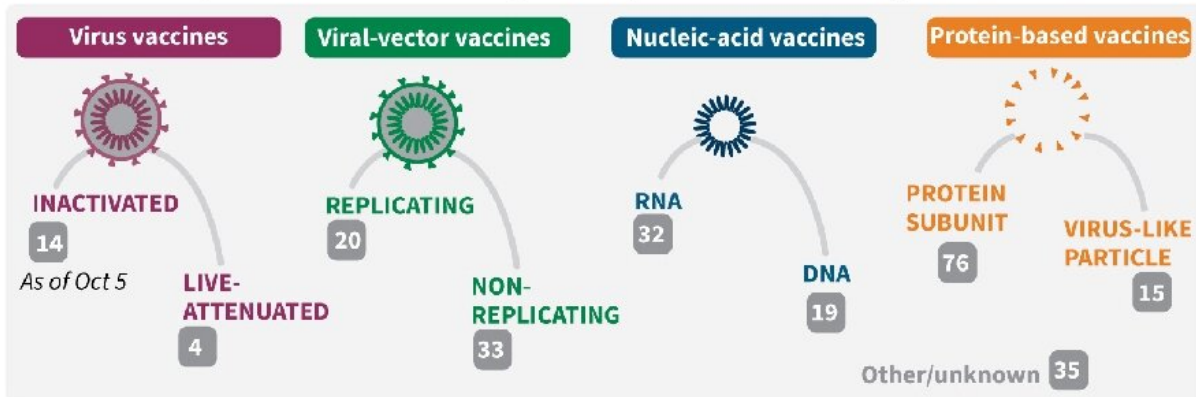 Virus vaccines
INACTIVATED
14
As of Oct 5
LIVE-
ATTENUATED
4
Viral-vector vaccines
REPLICATING
20
NON-
REPLICATING
33
Nucleic-acid vaccines
RNA
32
DNA
19
Protein-based vaccines
PROTEIN
SUBUNIT
76
VIRUS-LIKE
PARTICLE
15
Other/unknown 35